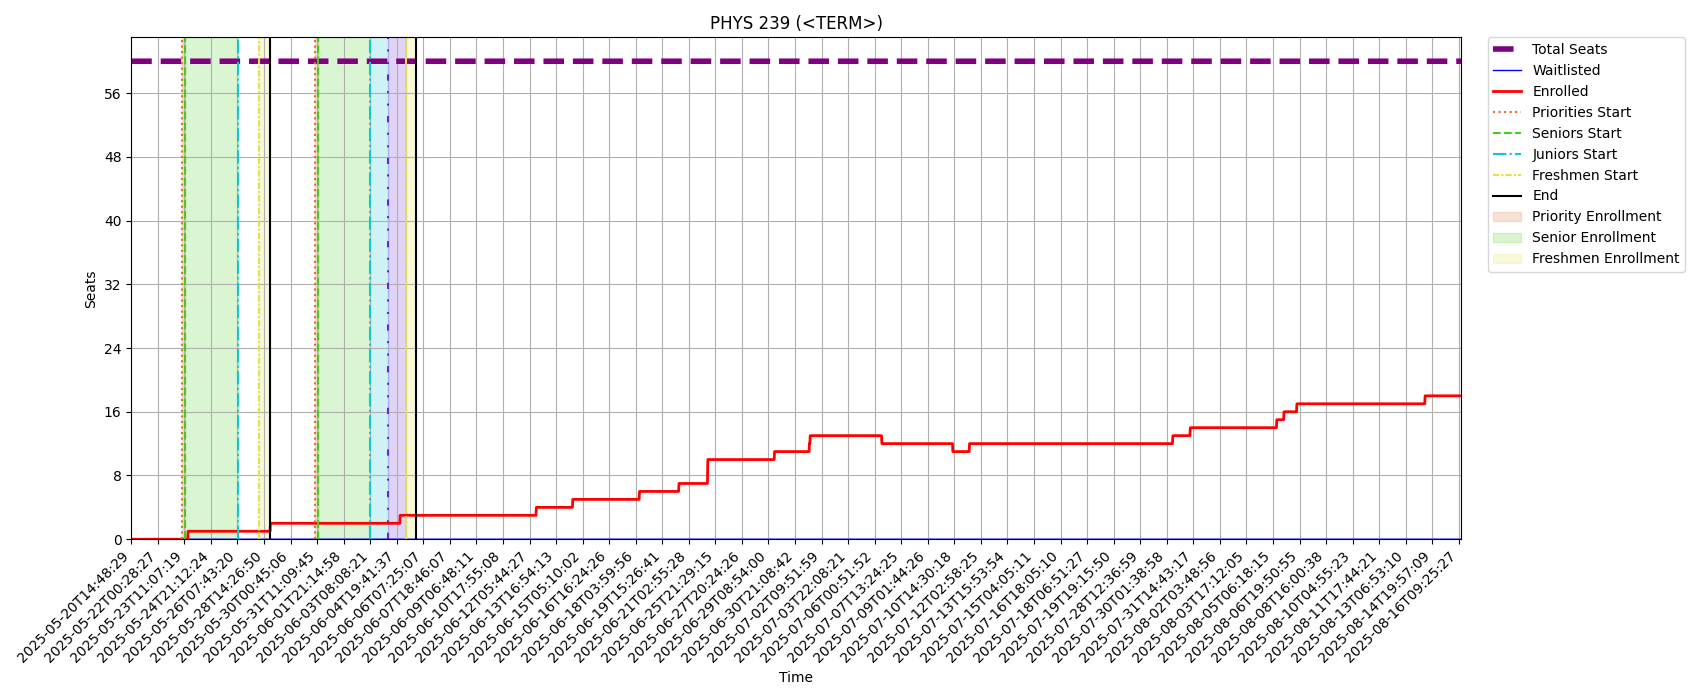 PHYS 239 (<TERM>)
Total Seats
Waitlisted
Enrolled
Priorities Start
Seniors Start
Juniors Start
Freshmen Start
End
Priority Enrollment
Senior Enrollment
Freshmen Enrollment
Seats
56
48
40
32
24
16
8
0
2025-05-20T14:48:29
2025-05-22T00:28:27
2025-05-23T11:07:19
2025-05-24T21:12:24
2025-05-26T07:43:20
2025-05-28T14:26:50
2025-05-30T00:45:06
2025-05-31T11:09:45
2025-06-01T21:14:58
2025-06-03T08:08:21
2025-06-04T19:41:37
2025-06-06T07:25:07
2025-06-07T18:46:07
2025-06-09T06:48:11
2025-06-10T17:55:08
2025-06-12T05:44:27
2025-06-13T16:54:13
2025-06-15T05:10:02
2025-06-16T16:24:26
2025-06-18T03:59:56
2025-06-19T15:26:41
2025-06-21T02:55:28
2025-06-25T21:29:15
2025-06-27T20:24:26
2025-06-29T08:54:00
2025-06-30T21:08:42
2025-07-02T09:51:59
2025-07-03T22:08:21
2025-07-06T00:51:52
2025-07-07T13:24:25
2025-07-09T01:44:26
2025-07-10T14:30:18
2025-07-12T02:58:25
2025-07-13T15:53:54
2025-07-15T04:05:11
2025-07-16T18:05:10
2025-07-18T06:51:27
2025-07-19T19:15:50
2025-07-28T12:36:59
2025-07-30T01:38:58
2025-07-31T14:43:17
2025-08-02T03:48:56
2025-08-03T17:12:05
2025-08-05T06:18:15
2025-08-06T19:50:55
2025-08-08T16:00:38
2025-08-10T04:55:23
2025-08-11T17:44:21
2025-08-13T06:53:10
2025-08-14T19:57:09
2025-08-16T09:25:27
Time